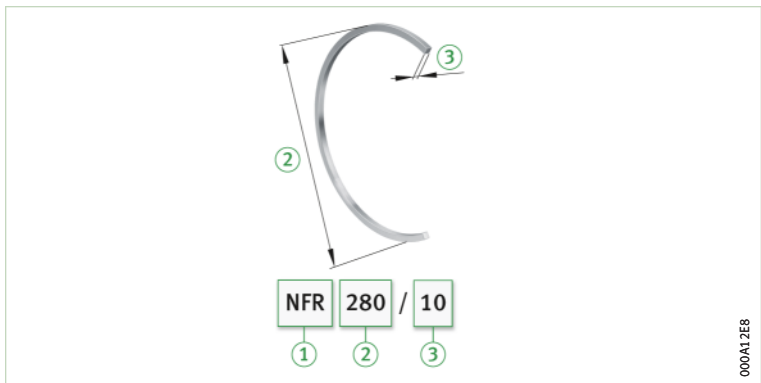 ③
②
NFR 280 / 10
① ② ③
000A12E8